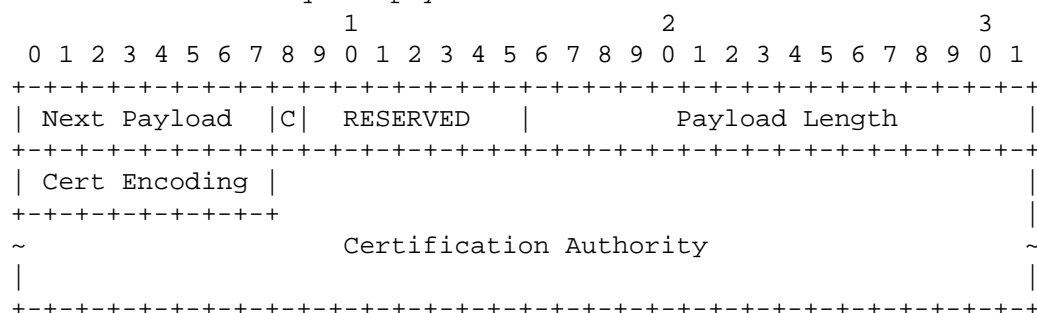 1                   2                   3
 0 1 2 3 4 5 6 7 8 9 0 1 2 3 4 5 6 7 8 9 0 1 2 3 4 5 6 7 8 9 0 1
+-+-+-+-+-+-+-+-+-+-+-+-+-+-+-+-+-+-+-+-+-+-+-+-+-+-+-+-+-+-+-+-+
| Next Payload  |C|  RESERVED   |         Payload Length        |
+-+-+-+-+-+-+-+-+-+-+-+-+-+-+-+-+-+-+-+-+-+-+-+-+-+-+-+-+-+-+-+-+
| Cert Encoding |                                               |
+-+-+-+-+-+-+-+-+                                               |
~                    Certification Authority                    ~
|                                                               |
+-+-+-+-+-+-+-+-+-+-+-+-+-+-+-+-+-+-+-+-+-+-+-+-+-+-+-+-+-+-+-+-+